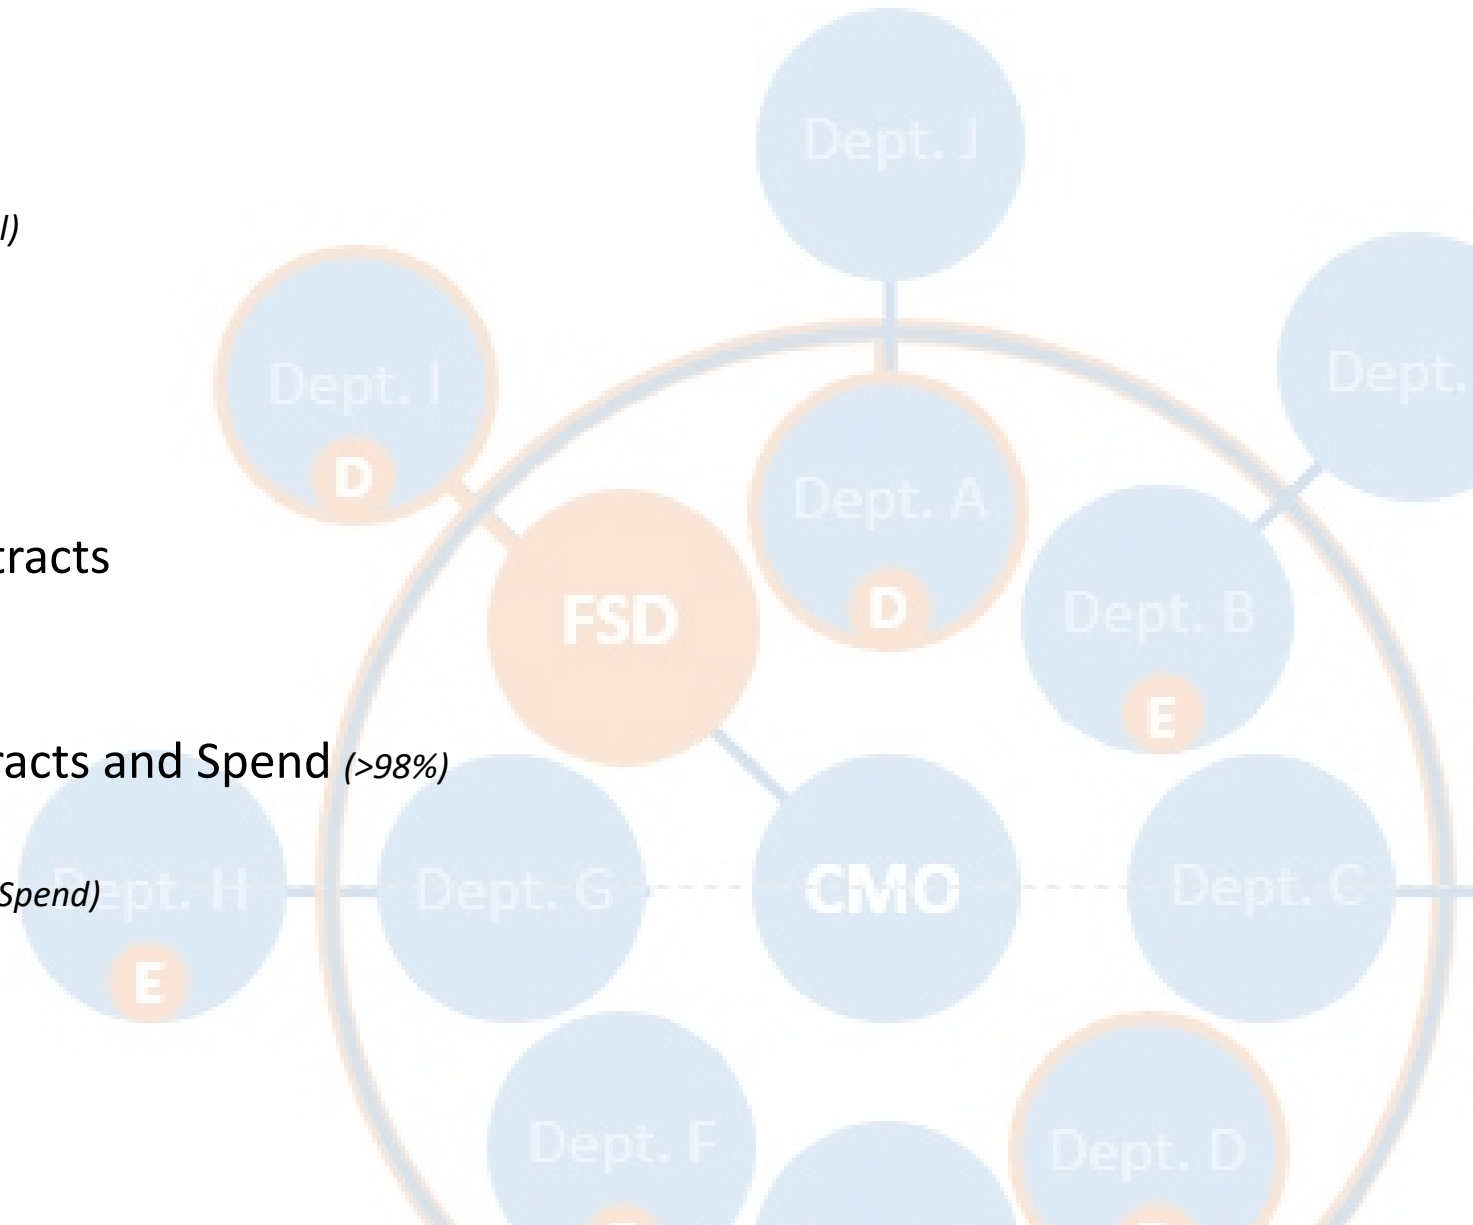 Dept. J
l)
Dept.
Dept. I
D
Dept. A
D
FSD
Dept. B
E
tracts
racts and Spend (>98%)
Spend)
Dept. H
E
Dept. G
CMO
Dept. C
Dept. F
Dept. D